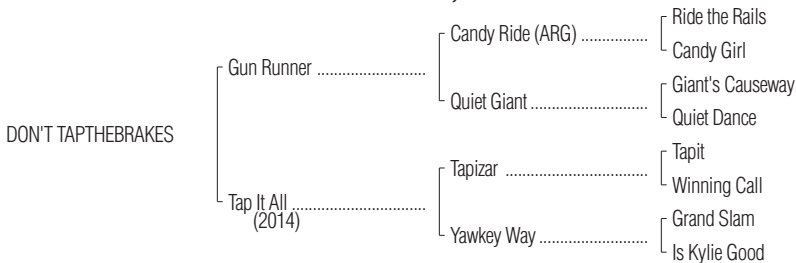 Ride the Rails
Candy Ride (ARG) ................
Candy Girl
Gun Runner ..........................
Giant's Causeway
Quiet Giant ............................
Quiet Dance
DON'T TAPTHEBRAKES
Tapit
Tapizar ..................................
Winning Call
Tap It All ................................
(2014)
Grand Slam
Yawkey Way ..........................
Is Kylie Good